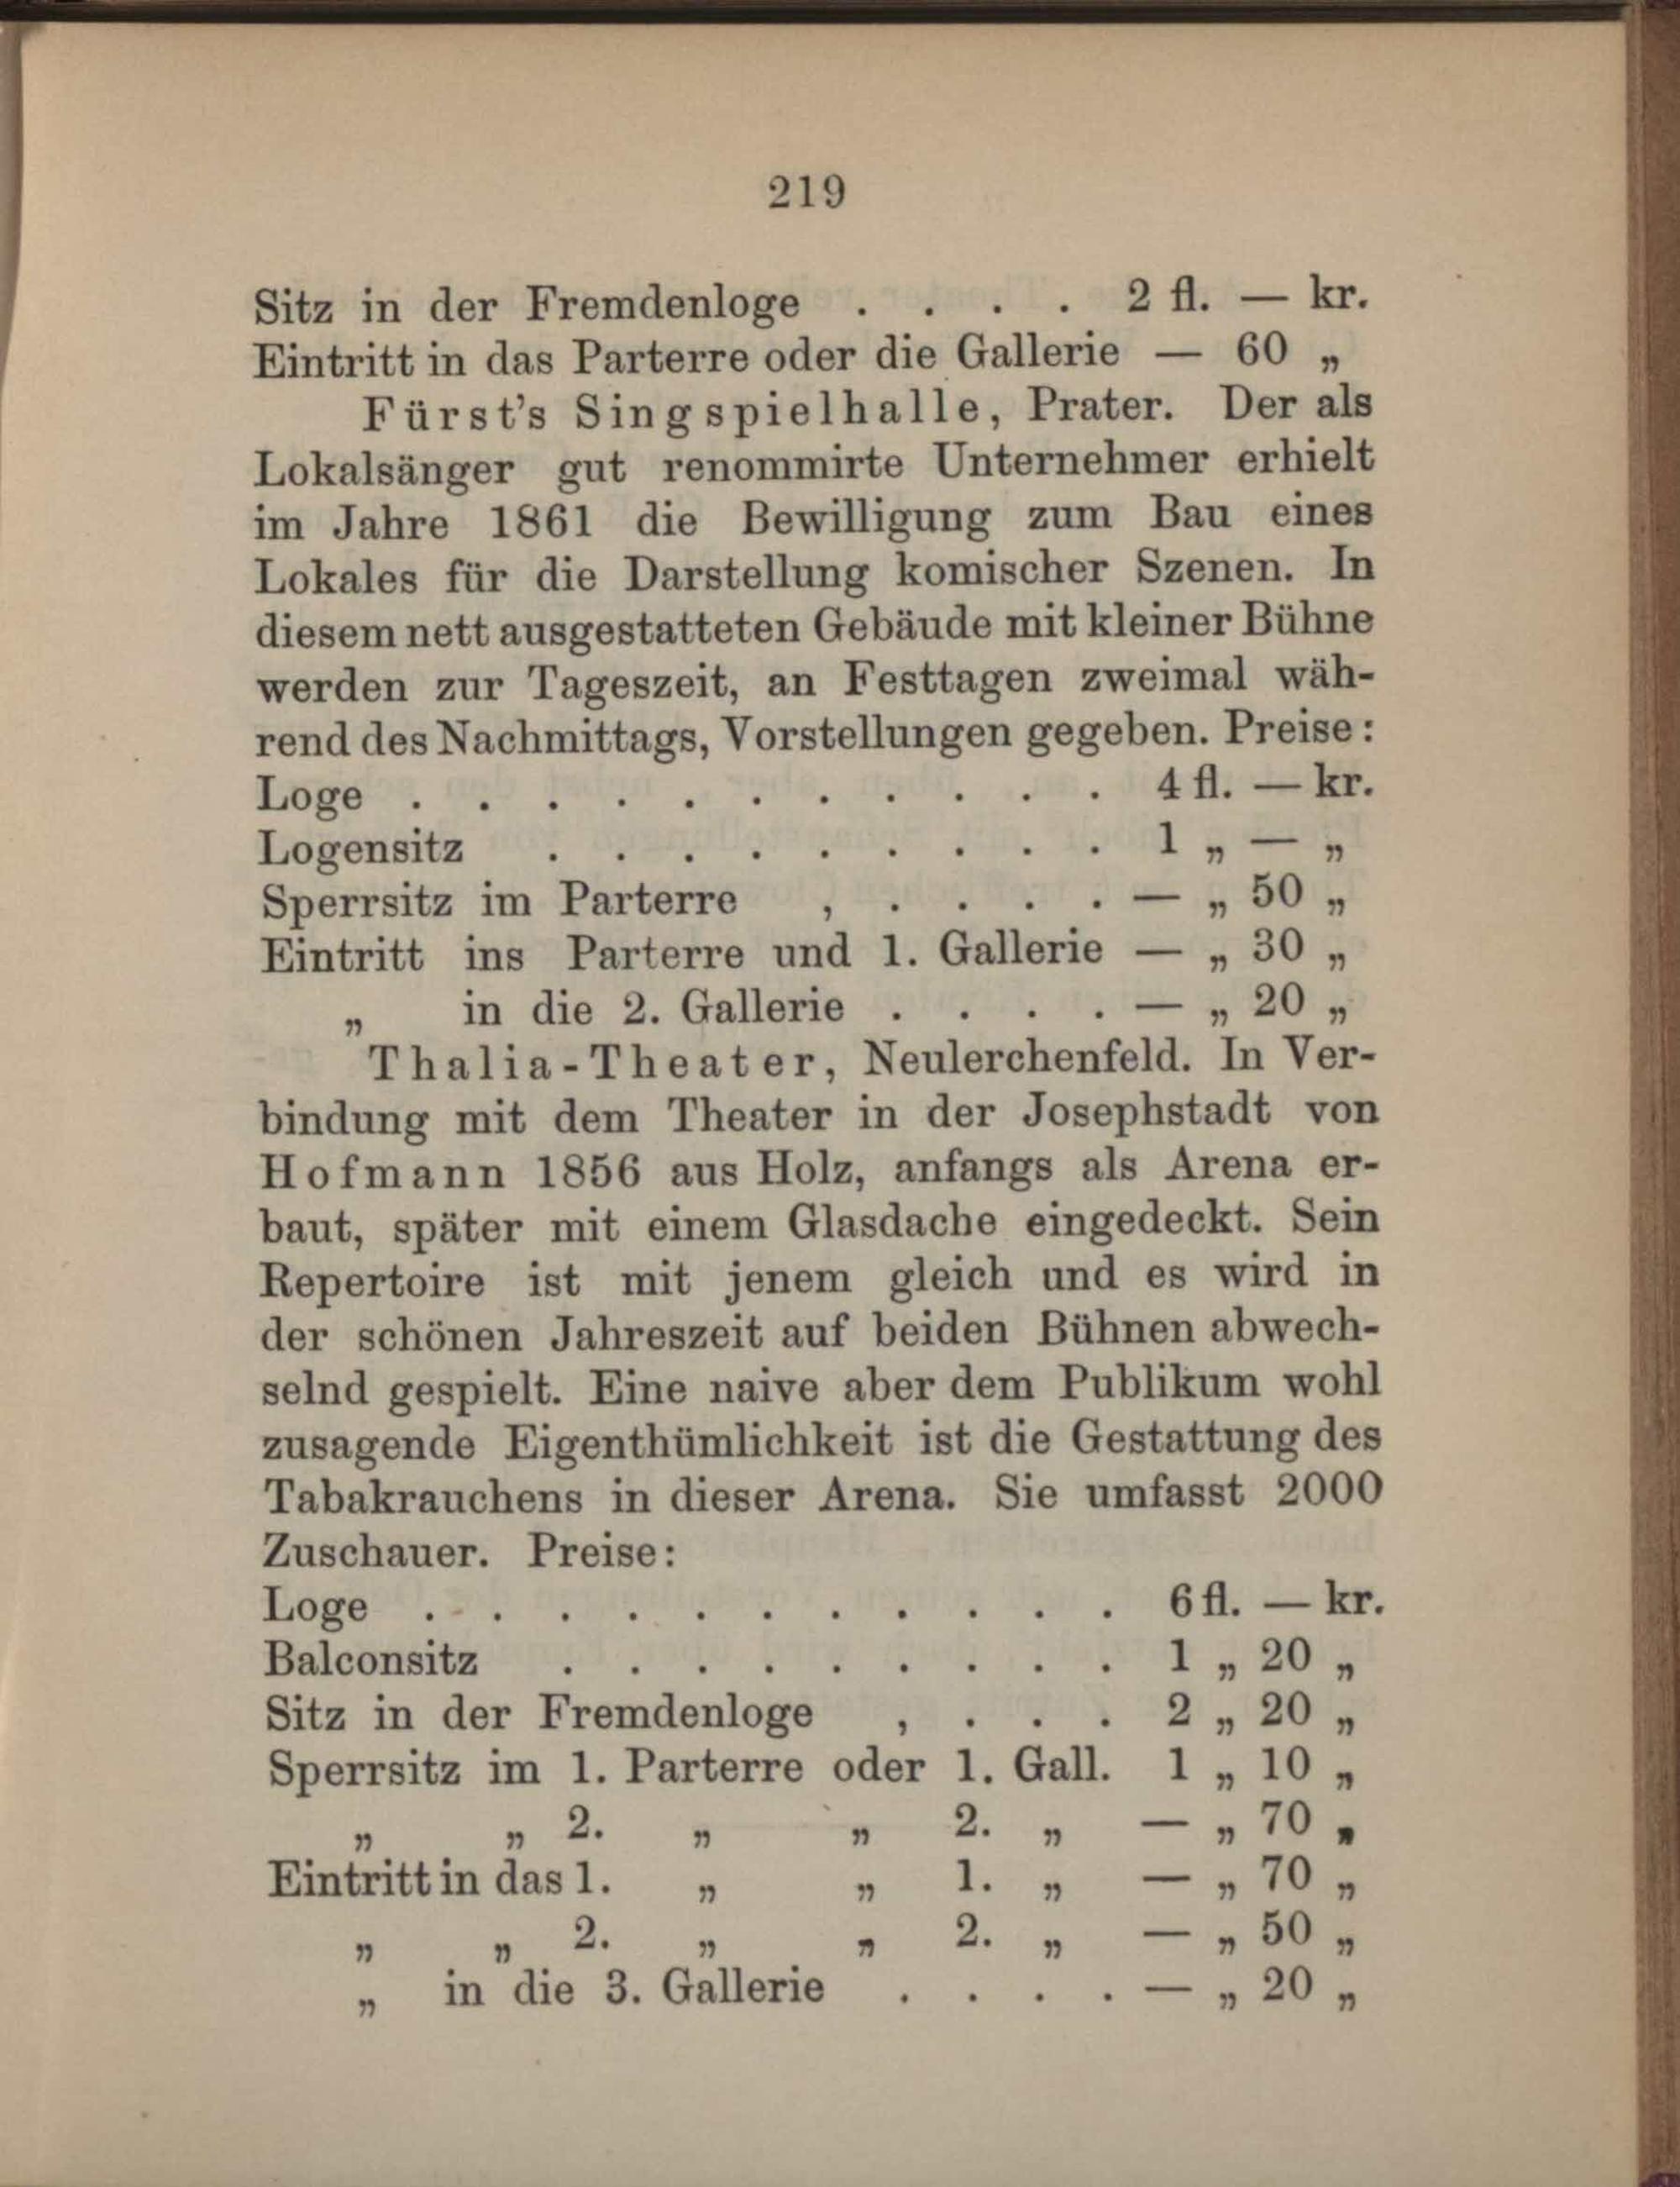 219
Sitz in der Fremdenloge . . . . 2 fl. — kr.
Eintritt in das Parterre oder die Gallerie — 60 „
Fürst's Singspielhalle, Prater. Der als
Lokalsänger gut renommirte Unternehmer erhielt
im Jahre 1861 die Bewilligung zum Bau eines
Lokales für die Darstellung komischer Szenen. In
diesem nett ausgestatteten Gebäude mit kleiner Bühne
werden zur Tageszeit, an Festtagen zweimal wäh-
rend des Nachmittags, Vorstellungen gegeben. Preise:
Loge . . . . . . . . . . . 4 fl. — kr.
Logensitz . . . . . . . . . 1 „ — „
Sperrsitz im Parterre , . . . . — „ 50 „
Eintritt ins Parterre und 1. Gallerie — „ 30 „
„ in die 2. Gallerie . . . . — „ 20 „
Thalia-Theater, Neulerchenfeld. In Ver-
bindung mit dem Theater in der Josephstadt von
Hofmann 1856 aus Holz, anfangs als Arena er-
baut, später mit einem Glasdache eingedeckt. Sein
Repertoire ist mit jenem gleich und es wird in
der schönen Jahreszeit auf beiden Bühnen abwech-
selnd gespielt. Eine naive aber dem Publikum wohl
zusagende Eigenthümlichkeit ist die Gestattung des
Tabakrauchens in dieser Arena. Sie umfasst 2000
Zuschauer. Preise:
Loge . . . . . . . . . . . 6 fl. — kr.
Balconsitz . . . . . . . . . 1 „ 20 „
Sitz in der Fremdenloge , . . . 2 „ 20 „
Sperrsitz im 1. Parterre oder 1. Gall. 1 „ 10 „
„ „ 2. „ „ 2. „ — „ 70 „
Eintritt in das 1. „ „ 1. „ — „ 70 „
„ „ 2. „ „ 2. „ — „ 50 „
„ in die 3. Gallerie . . . . — „ 20 „